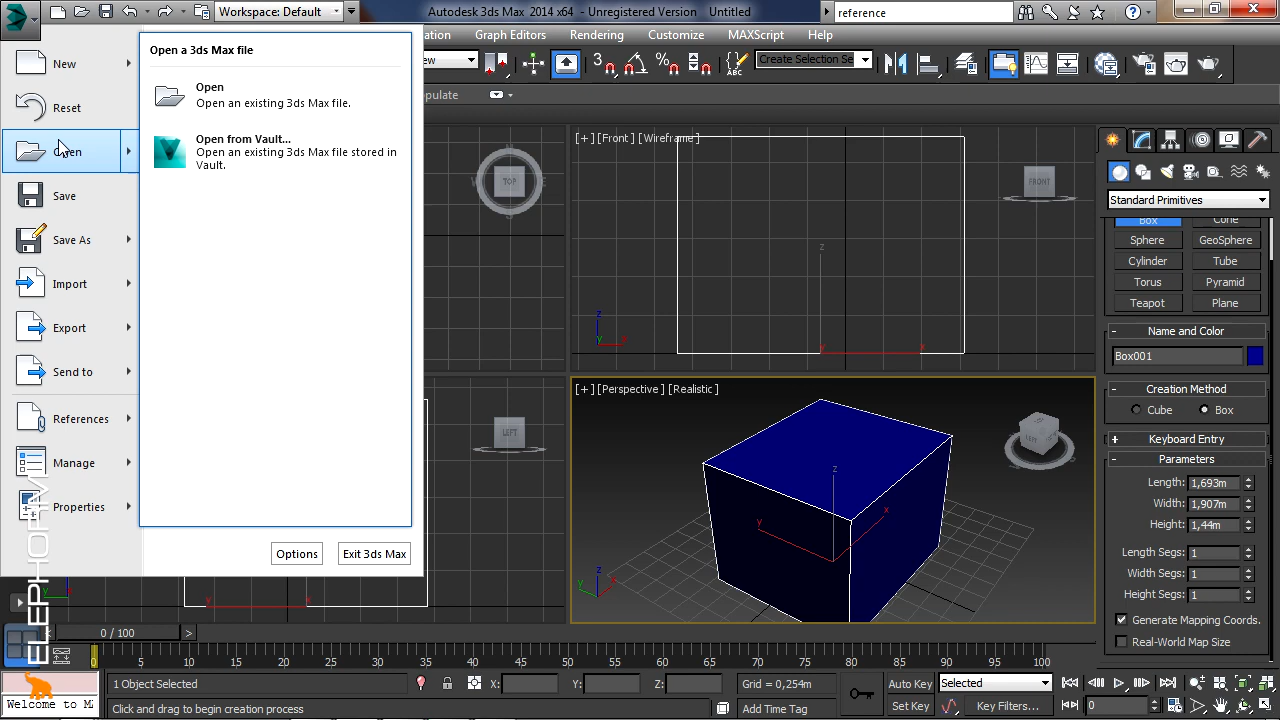 Workspace: Default
Autodesk 3ds Max 2014 x64 - Unregistered Version
Untitled
reference
ation
Graph Editors
Rendering
Customize
MAXScript
Help
Open a 3ds Max file
Open
Open an existing 3ds Max file.
Open from Vault...
Open an existing 3ds Max file stored in
Vault.
New
Reset
Open
Save
Save As
Import
Export
Send to
References
Manage
Properties
Options
Exit 3ds Max
ew
3
Create Selection Se
opulate
TOP
[+] [Front] [Wireframe]
FRONT
z
x
LEFT
[+] [Perspective] [Realistic]
z
y
x
Standard Primitives
Box
Cone
Sphere
GeoSphere
Cylinder
Tube
Torus
Pyramid
Teapot
Plane
- Name and Color
Box001
- Creation Method
Cube
Box
+ Keyboard Entry
- Parameters
Length: 1,693m
Width: 1,907m
Height: 1,44m
Length Segs: 1
Width Segs: 1
Height Segs: 1
Generate Mapping Coords.
Real-World Map Size
ELEPHORM
0 / 100
0 5 10 15 20 25 30 35 40 45 50 55 60 65 70 75 80 85 90 95 100
1 Object Selected
X:
Y:
Z:
Grid = 0,254m
Auto Key
Selected
Welcome to M
Click and drag to begin creation process
Add Time Tag
Set Key
Key Filters...
0